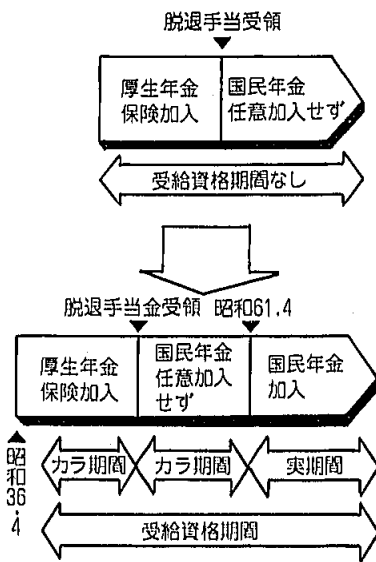 脱退手当受領
厚生年金
保険加入
国民年金
任意加入せず
受給資格期間なし
脱退手当金受領 昭和61.4
厚生年金
保険加入
国民年金
任意加入
せず
国民年金
加入
昭和36・4
カラ期間
カラ期間
実期間
受給資格期間